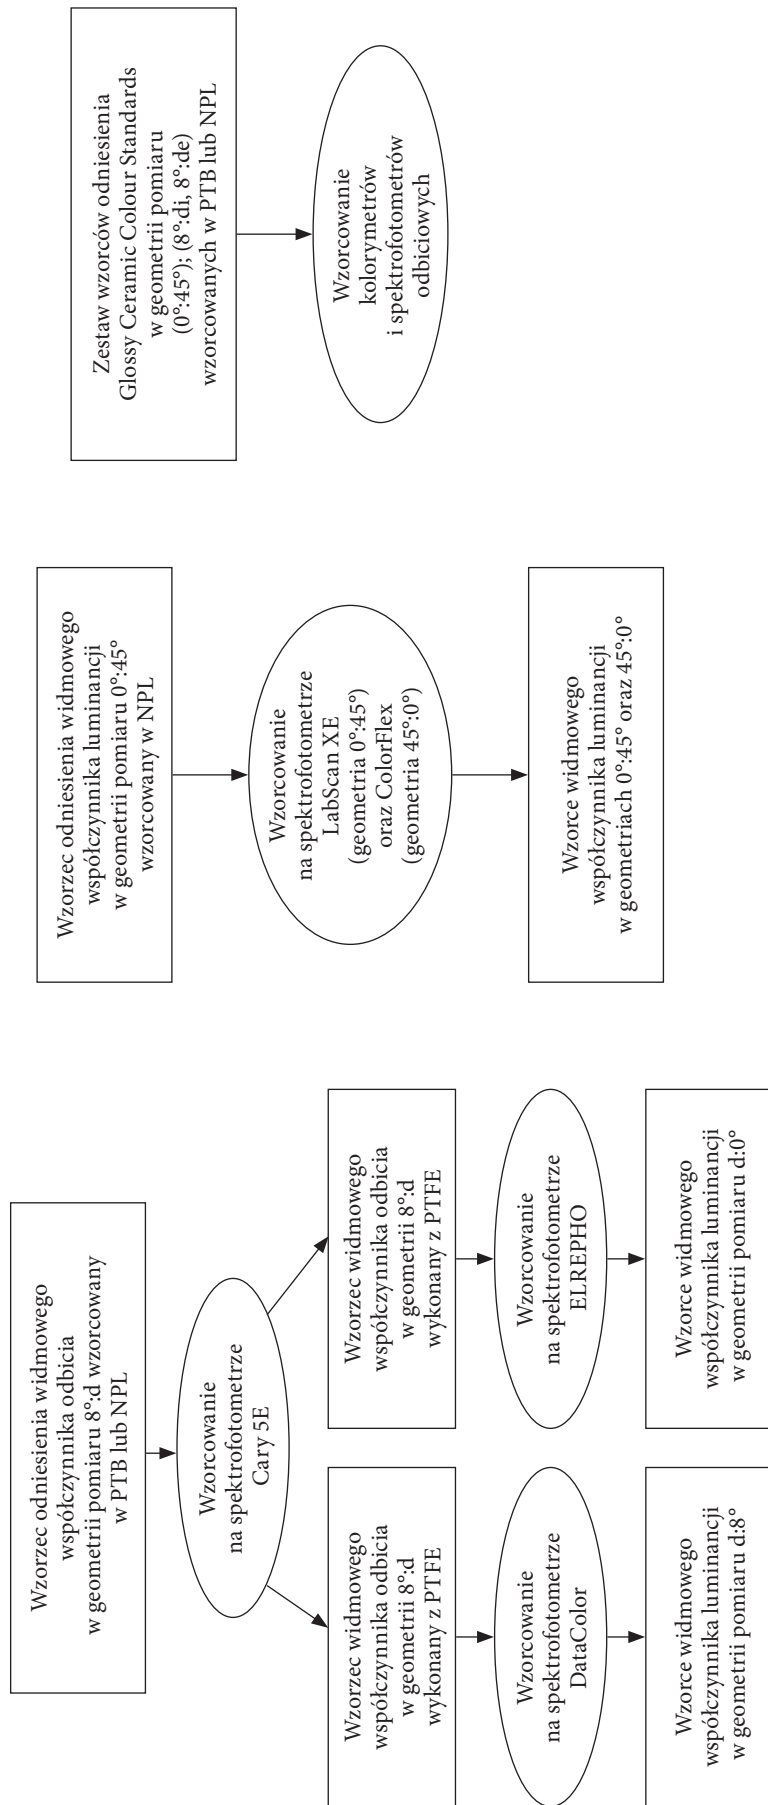 Wzorzec odniesienia widmowego
współczynnika odbicia
w geometrii pomiaru 8°:d wzorcowany
w PTB lub NPL
Wzorcowanie
na spektrofotometrze
Cary 5E
Wzorzec widmowego
współczynnika odbicia
w geometrii 8°:d
wykonany z PTFE
Wzorcowanie
na spektrofotometrze
DataColor
Wzorce widmowego
współczynnika luminancji
w geometrii pomiaru d:8°
Wzorzec widmowego
współczynnika odbicia
w geometrii 8°:d
wykonany z PTFE
Wzorcowanie
na spektrofotometrze
ELREPHO
Wzorce widmowego
współczynnika luminancji
w geometrii pomiaru d:0°
Wzorzec odniesienia widmowego
współczynnika luminancji
w geometrii pomiaru 0°:45°
wzorcowany w NPL
Wzorcowanie
na spektrofotometrze
LabScan XE
(geometria 0°:45°)
oraz ColorFlex
(geometria 45°:0°)
Wzorce widmowego
współczynnika luminancji
w geometriach 0°:45° oraz 45°:0°
Zestaw wzorców odniesienia
Glossy Ceramic Colour Standards
w geometrii pomiaru
(0°:45°); (8°:di, 8°:de)
wzorcowanych w PTB lub NPL
Wzorcowanie
kolorymetrów
i spektrofotometrów
odbiciowych